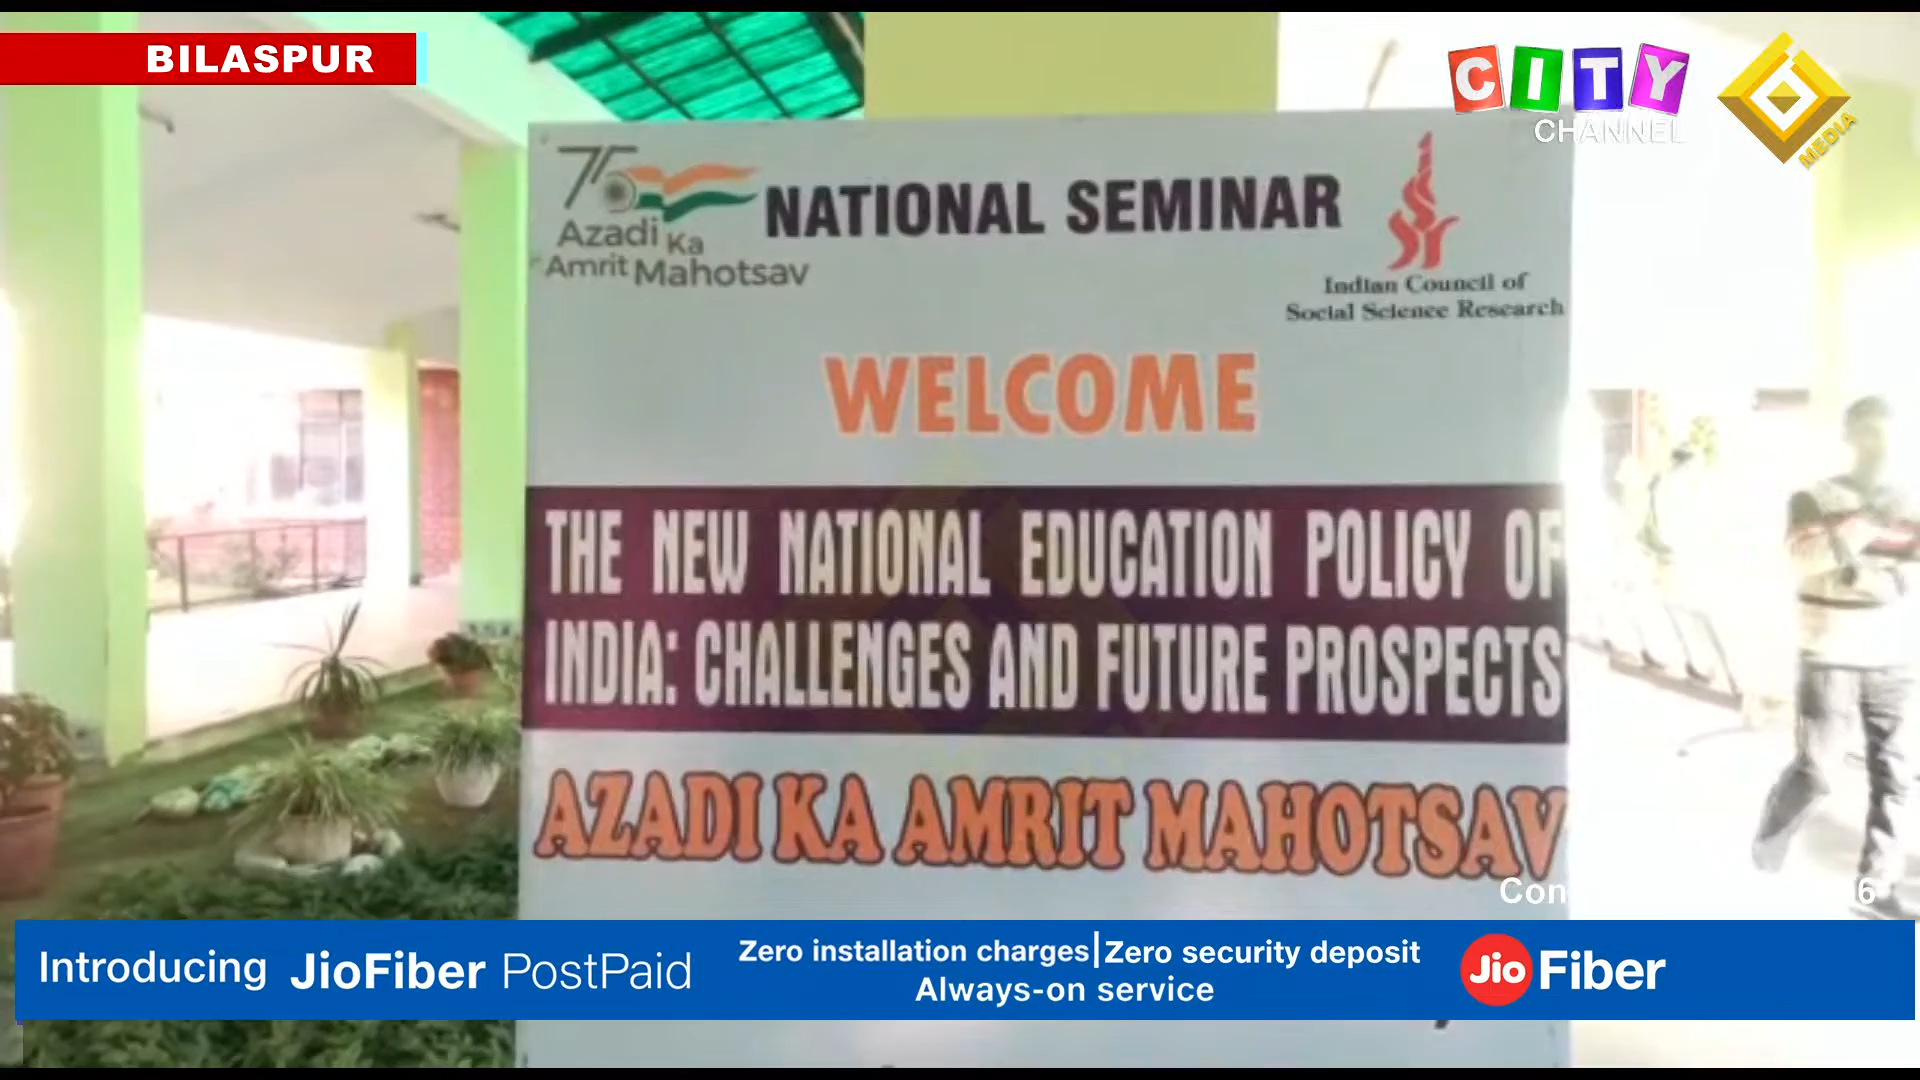 BILASPUR
CITY
CHANNEL
MEDIA
75
Azadi Ka
Amrit Mahotsav
NATIONAL SEMINAR
Indian Council of
Social Science Research
WELCOME
THE NEW NATIONAL EDUCATION POLICY OF
INDIA: CHALLENGES AND FUTURE PROSPECTS
AZADI KA AMRIT MAHOTSAV
Introducing JioFiber PostPaid
Zero installation charges|Zero security deposit
Always-on service
Jio Fiber